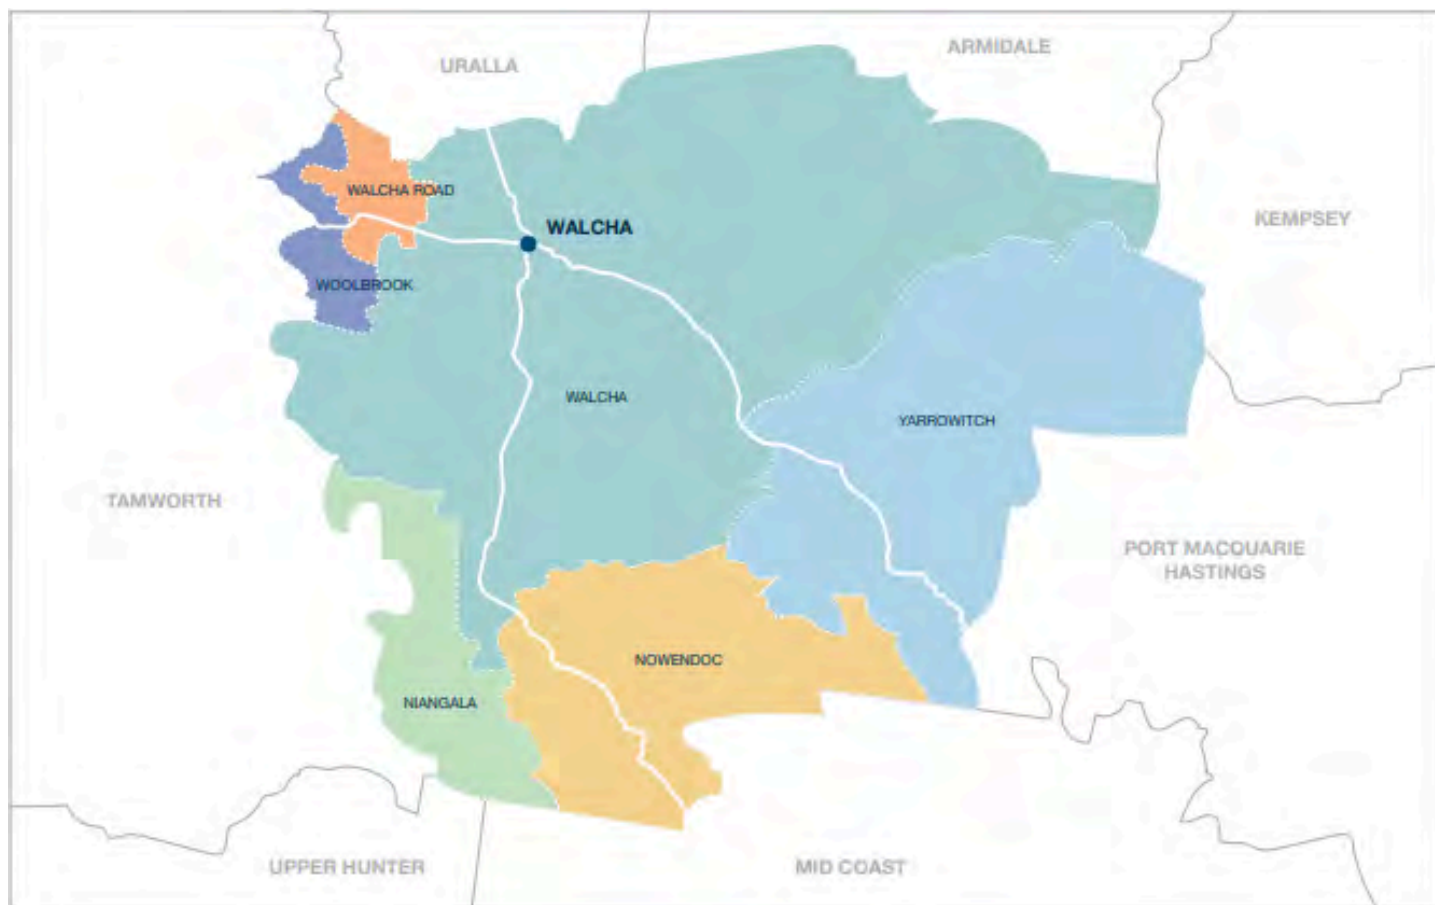 ARMIDALE
URALLA
WALCHA ROAD
KEMPSEY
WALCHA
WOOLBROOK
WALCHA
YARROWITCH
TAMWORTH
PORT MACQUARIE
HASTINGS
NOWENDOC
NIANGALA
UPPER HUNTER
MID COAST